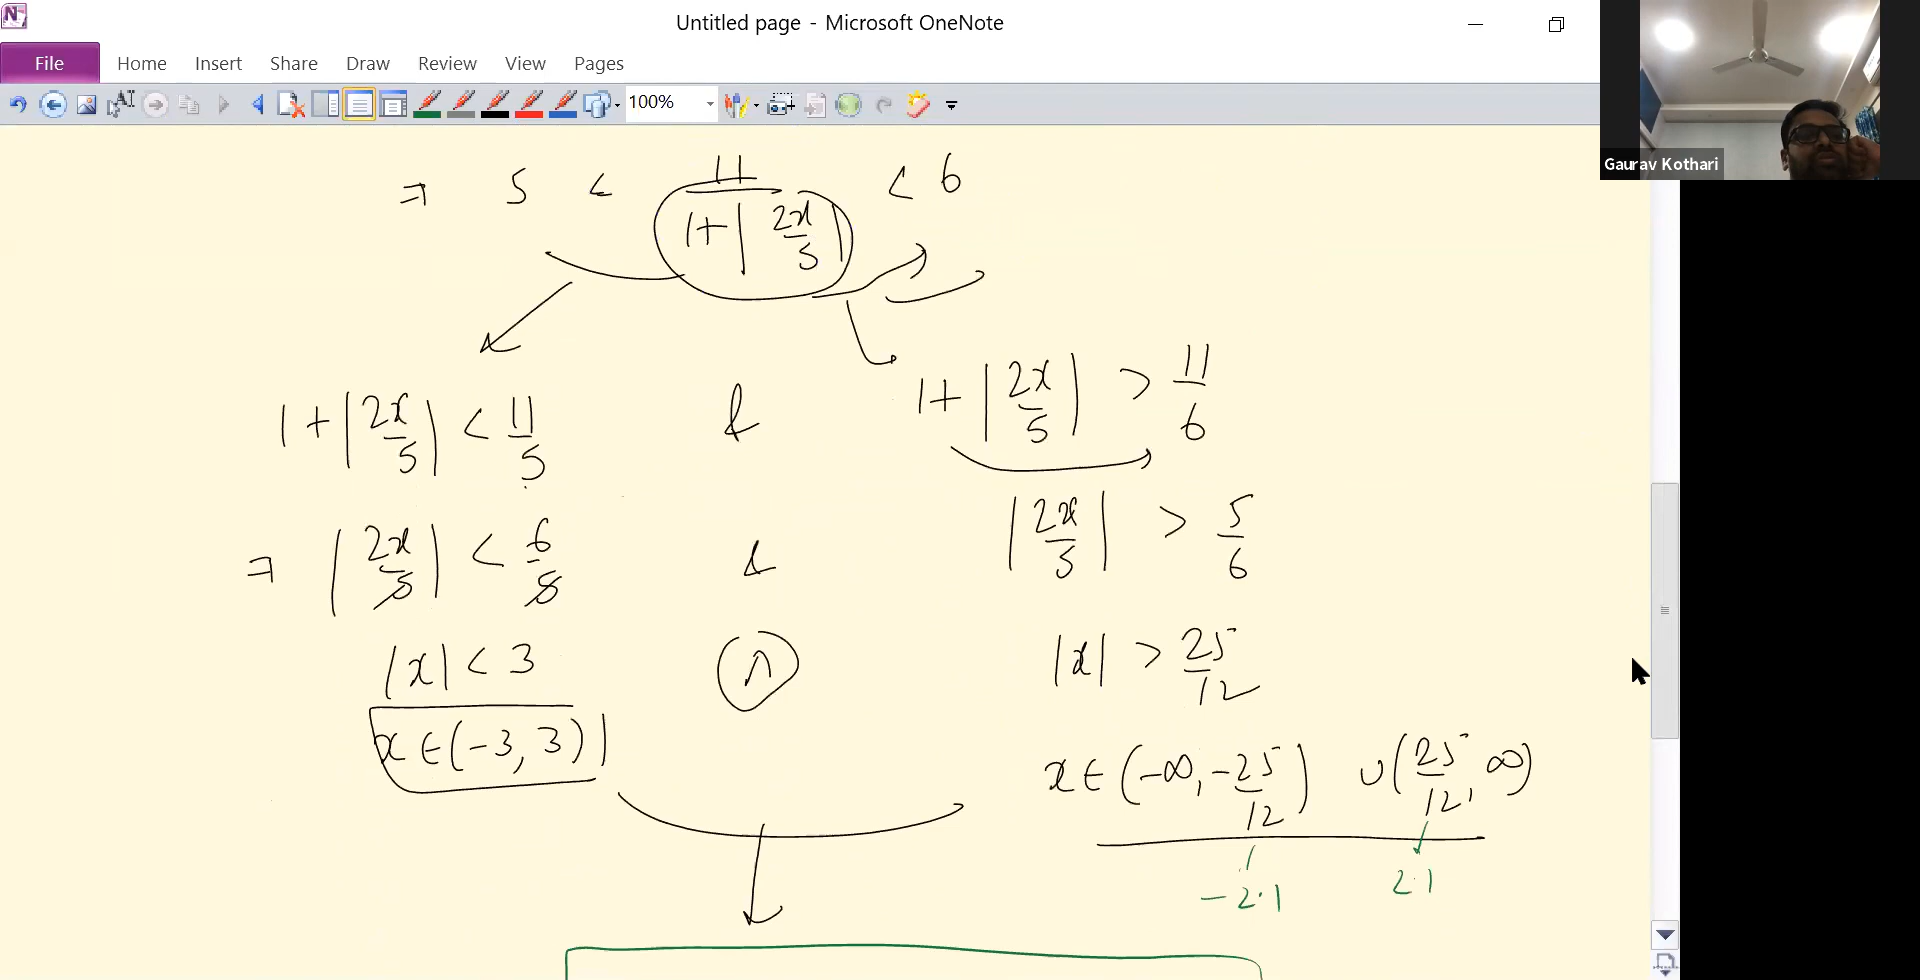 Untitled page - Microsoft OneNote
File Home Insert Share Draw Review View Pages
100%
Gaurav Kothari
⇒ 5 < 11/(1+|2x/5|) < 6
1+|2x/5| < 11/5 & 1+|2x/5| > 11/6
⇒ |2x/5| < 6/5 & |2x/5| > 5/6
|x| < 3 ∩ |x| > 25/12
x∈(-3, 3) x∈(-∞, -25/12) ∪ (25/12, ∞)
-2.1 2.1